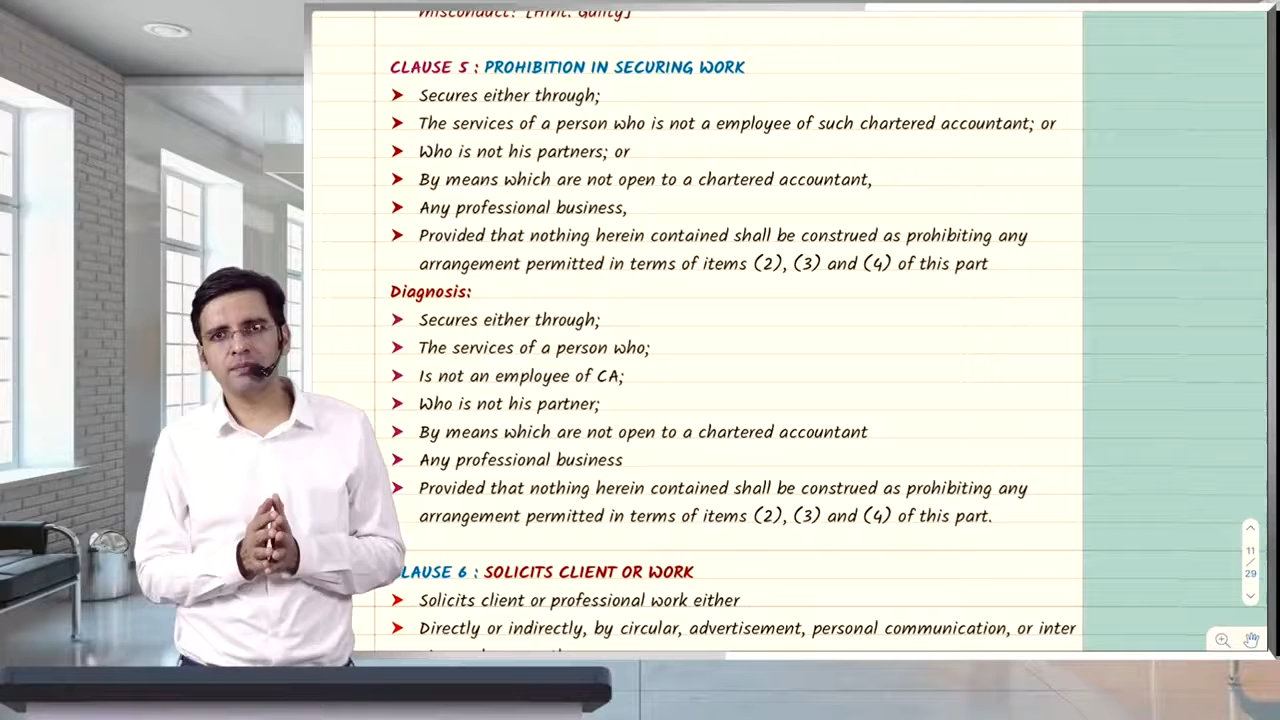 misconduct? [Hint: Guilty]
CLAUSE 5 : PROHIBITION IN SECURING WORK
➤ Secures either through;
➤ The services of a person who is not a employee of such chartered accountant; or
➤ Who is not his partners; or
➤ By means which are not open to a chartered accountant,
➤ Any professional business,
➤ Provided that nothing herein contained shall be construed as prohibiting any
arrangement permitted in terms of items (2), (3) and (4) of this part
Diagnosis:
➤ Secures either through;
➤ The services of a person who;
➤ Is not an employee of CA;
➤ Who is not his partner;
➤ By means which are not open to a chartered accountant
➤ Any professional business
➤ Provided that nothing herein contained shall be construed as prohibiting any
arrangement permitted in terms of items (2), (3) and (4) of this part.
LAUSE 6 : SOLICITS CLIENT OR WORK
➤ Solicits client or professional work either
➤ Directly or indirectly, by circular, advertisement, personal communication, or inter
11
/
29